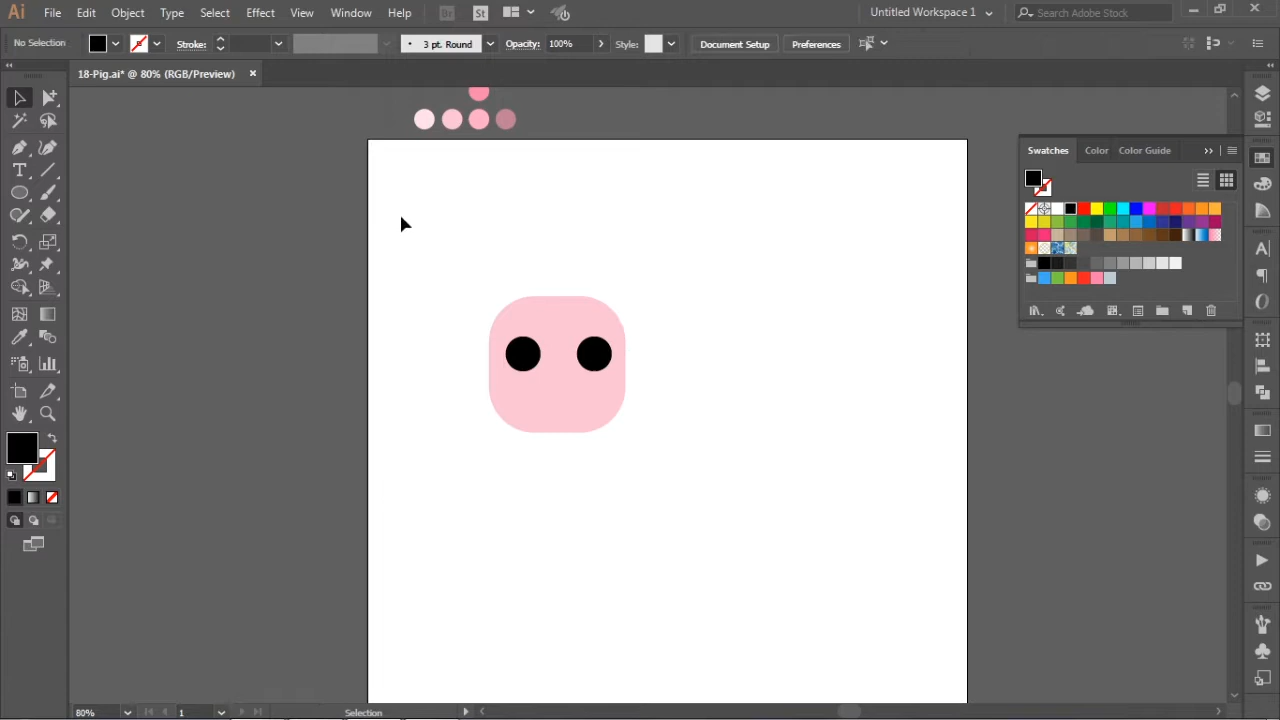 Ai File Edit Object Type Select Effect View Window Help Br St Untitled Workspace 1 Search Adobe Stock
No Selection Stroke: 3 pt. Round Opacity: 100% Style: Document Setup Preferences
18-Pig.ai* @ 80% (RGB/Preview)
Swatches Color Color Guide
80% 1 Selection